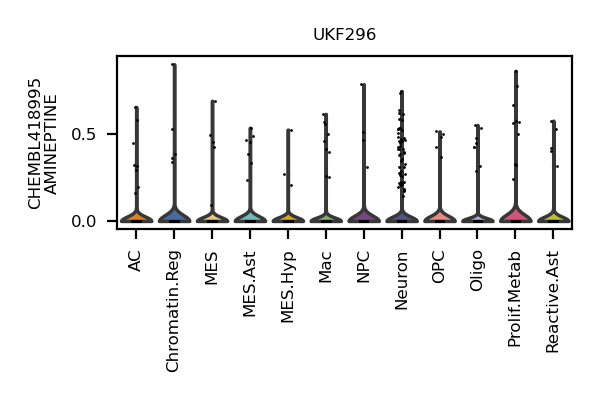 UKF296
CHEMBL418995
AMINEPTINE
0.5
0.0
AC
Chromatin.Reg
MES
MES.Ast
MES.Hyp
Mac
NPC
Neuron
OPC
Oligo
Prolif.Metab
Reactive.Ast